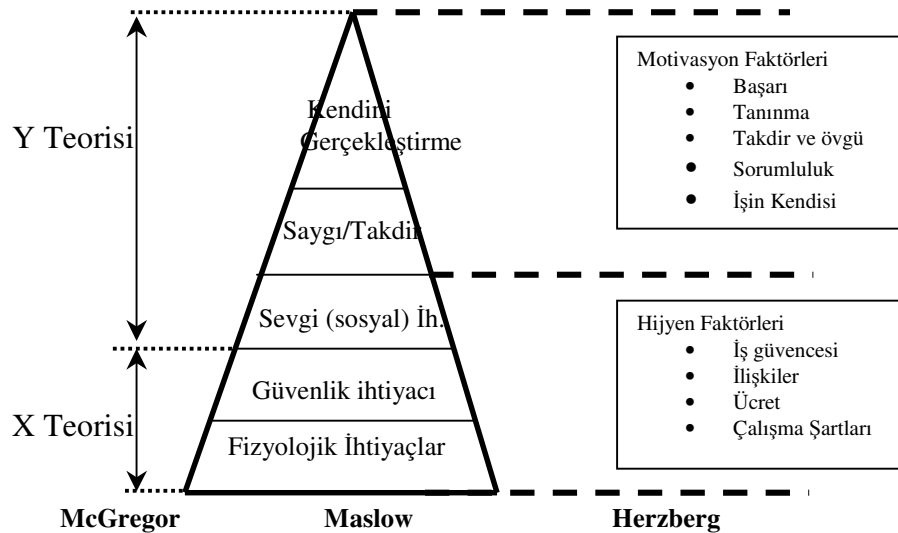 Y Teorisi
X Teorisi
McGregor
Kendini
Gerçekleştirme
Saygı/Takdir
Sevgi (sosyal) İh.
Güvenlik ihtiyacı
Fizyolojik İhtiyaçlar
Maslow
Motivasyon Faktörleri
• Başarı
• Tanınma
• Takdir ve övgü
• Sorumluluk
• İşin Kendisi
Hijyen Faktörleri
• İş güvencesi
• İlişkiler
• Ücret
• Çalışma Şartları
Herzberg